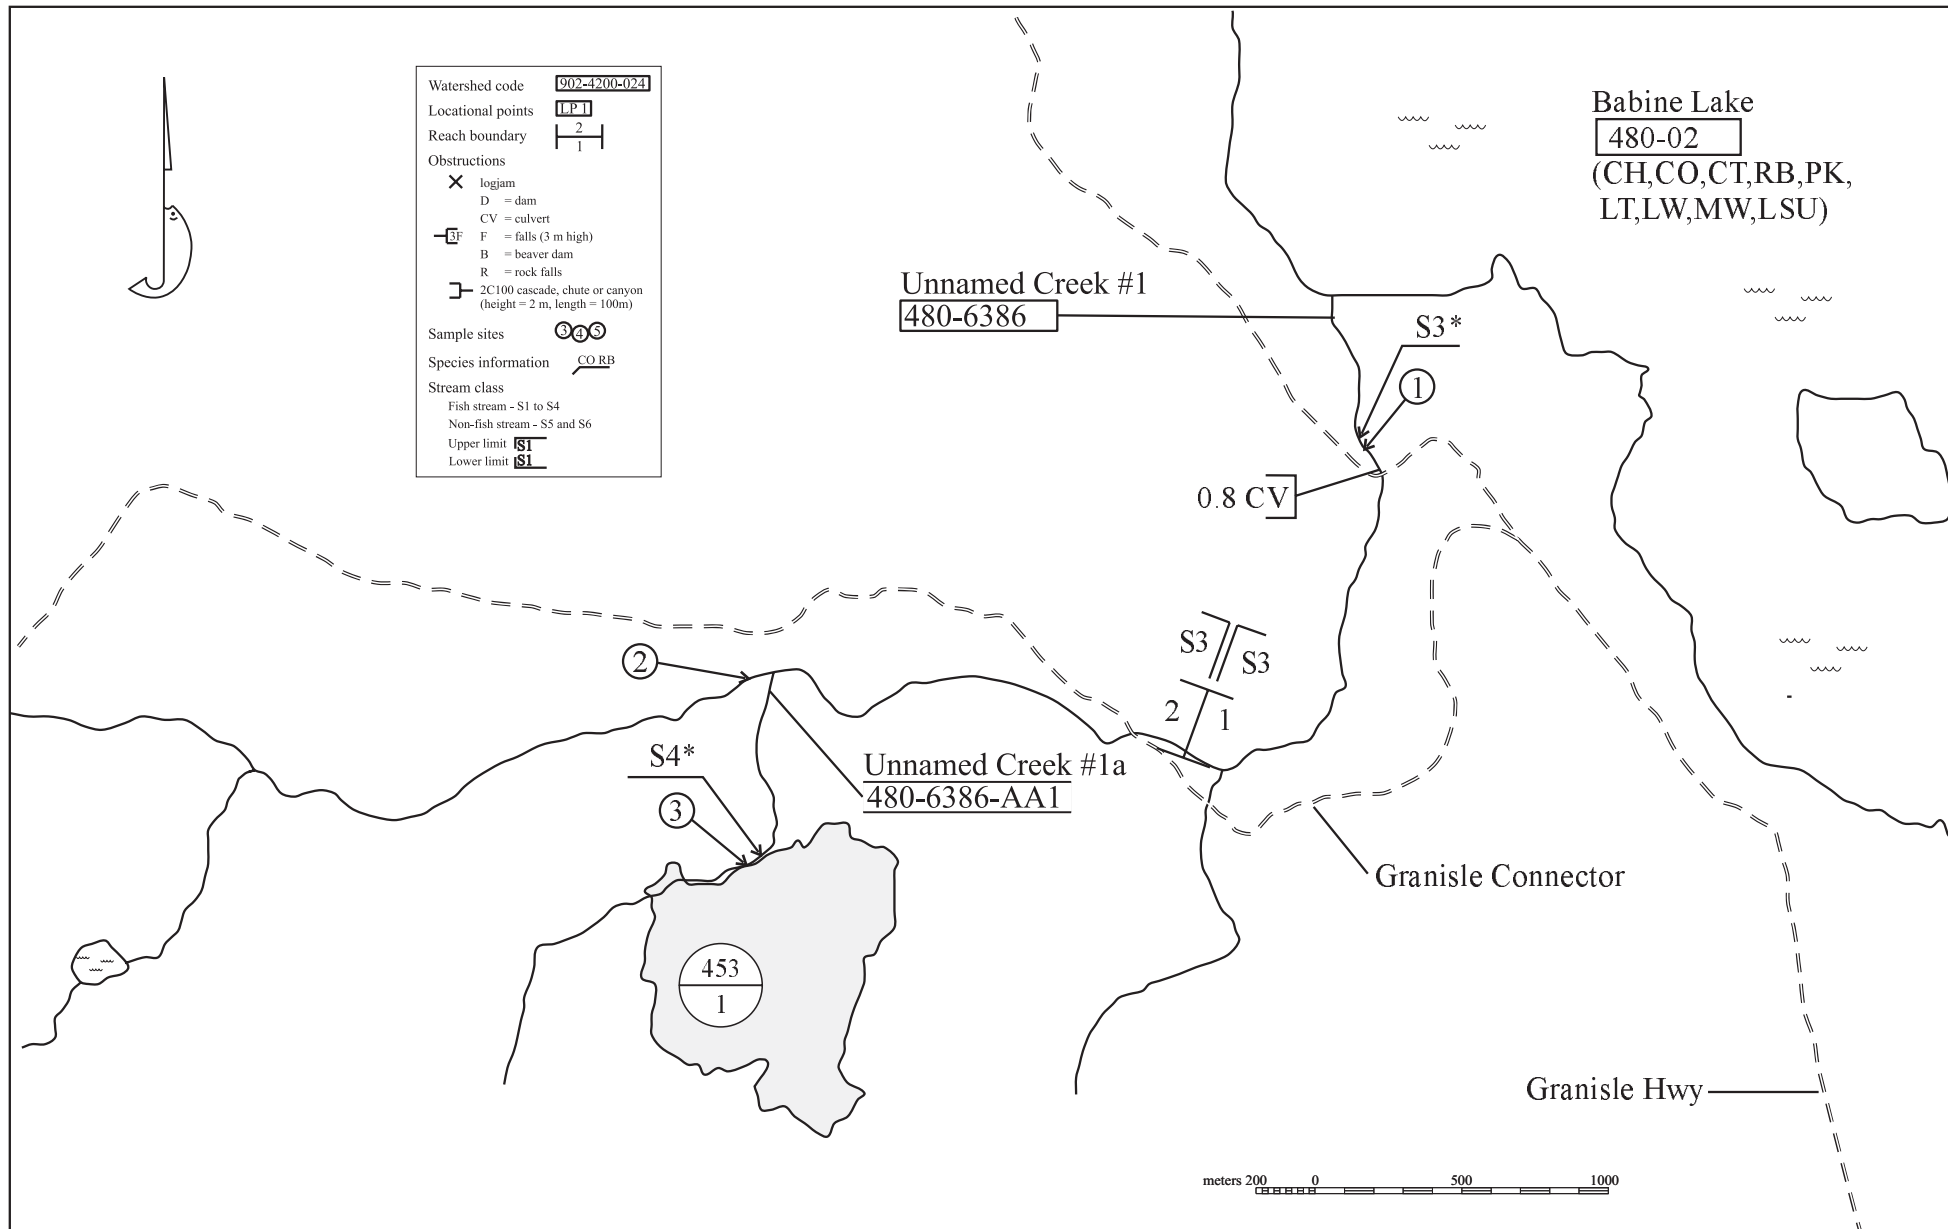 Watershed code 902-4200-024
Locational points LP 1
Reach boundary 2
1
Obstructions
logjam
D = dam
CV = culvert
3F F = falls (3 m high)
B = beaver dam
R = rock falls
2C100 cascade, chute or canyon
(height = 2 m, length = 100m)
Sample sites 3 4 5
Species information CO RB
Stream class
Fish stream - S1 to S4
Non-fish stream - S5 and S6
Upper limit S1
Lower limit S1
Babine Lake
480-02
(CH,CO,CT,RB,PK,
LT,LW,MW,LSU)
Unnamed Creek #1
480-6386
S3*
1
0.8 CV
S3
S3
2
1
2
S4*
3
Unnamed Creek #1a
480-6386-AA1
Granisle Connector
453
1
Granisle Hwy
meters 200 0 500 1000